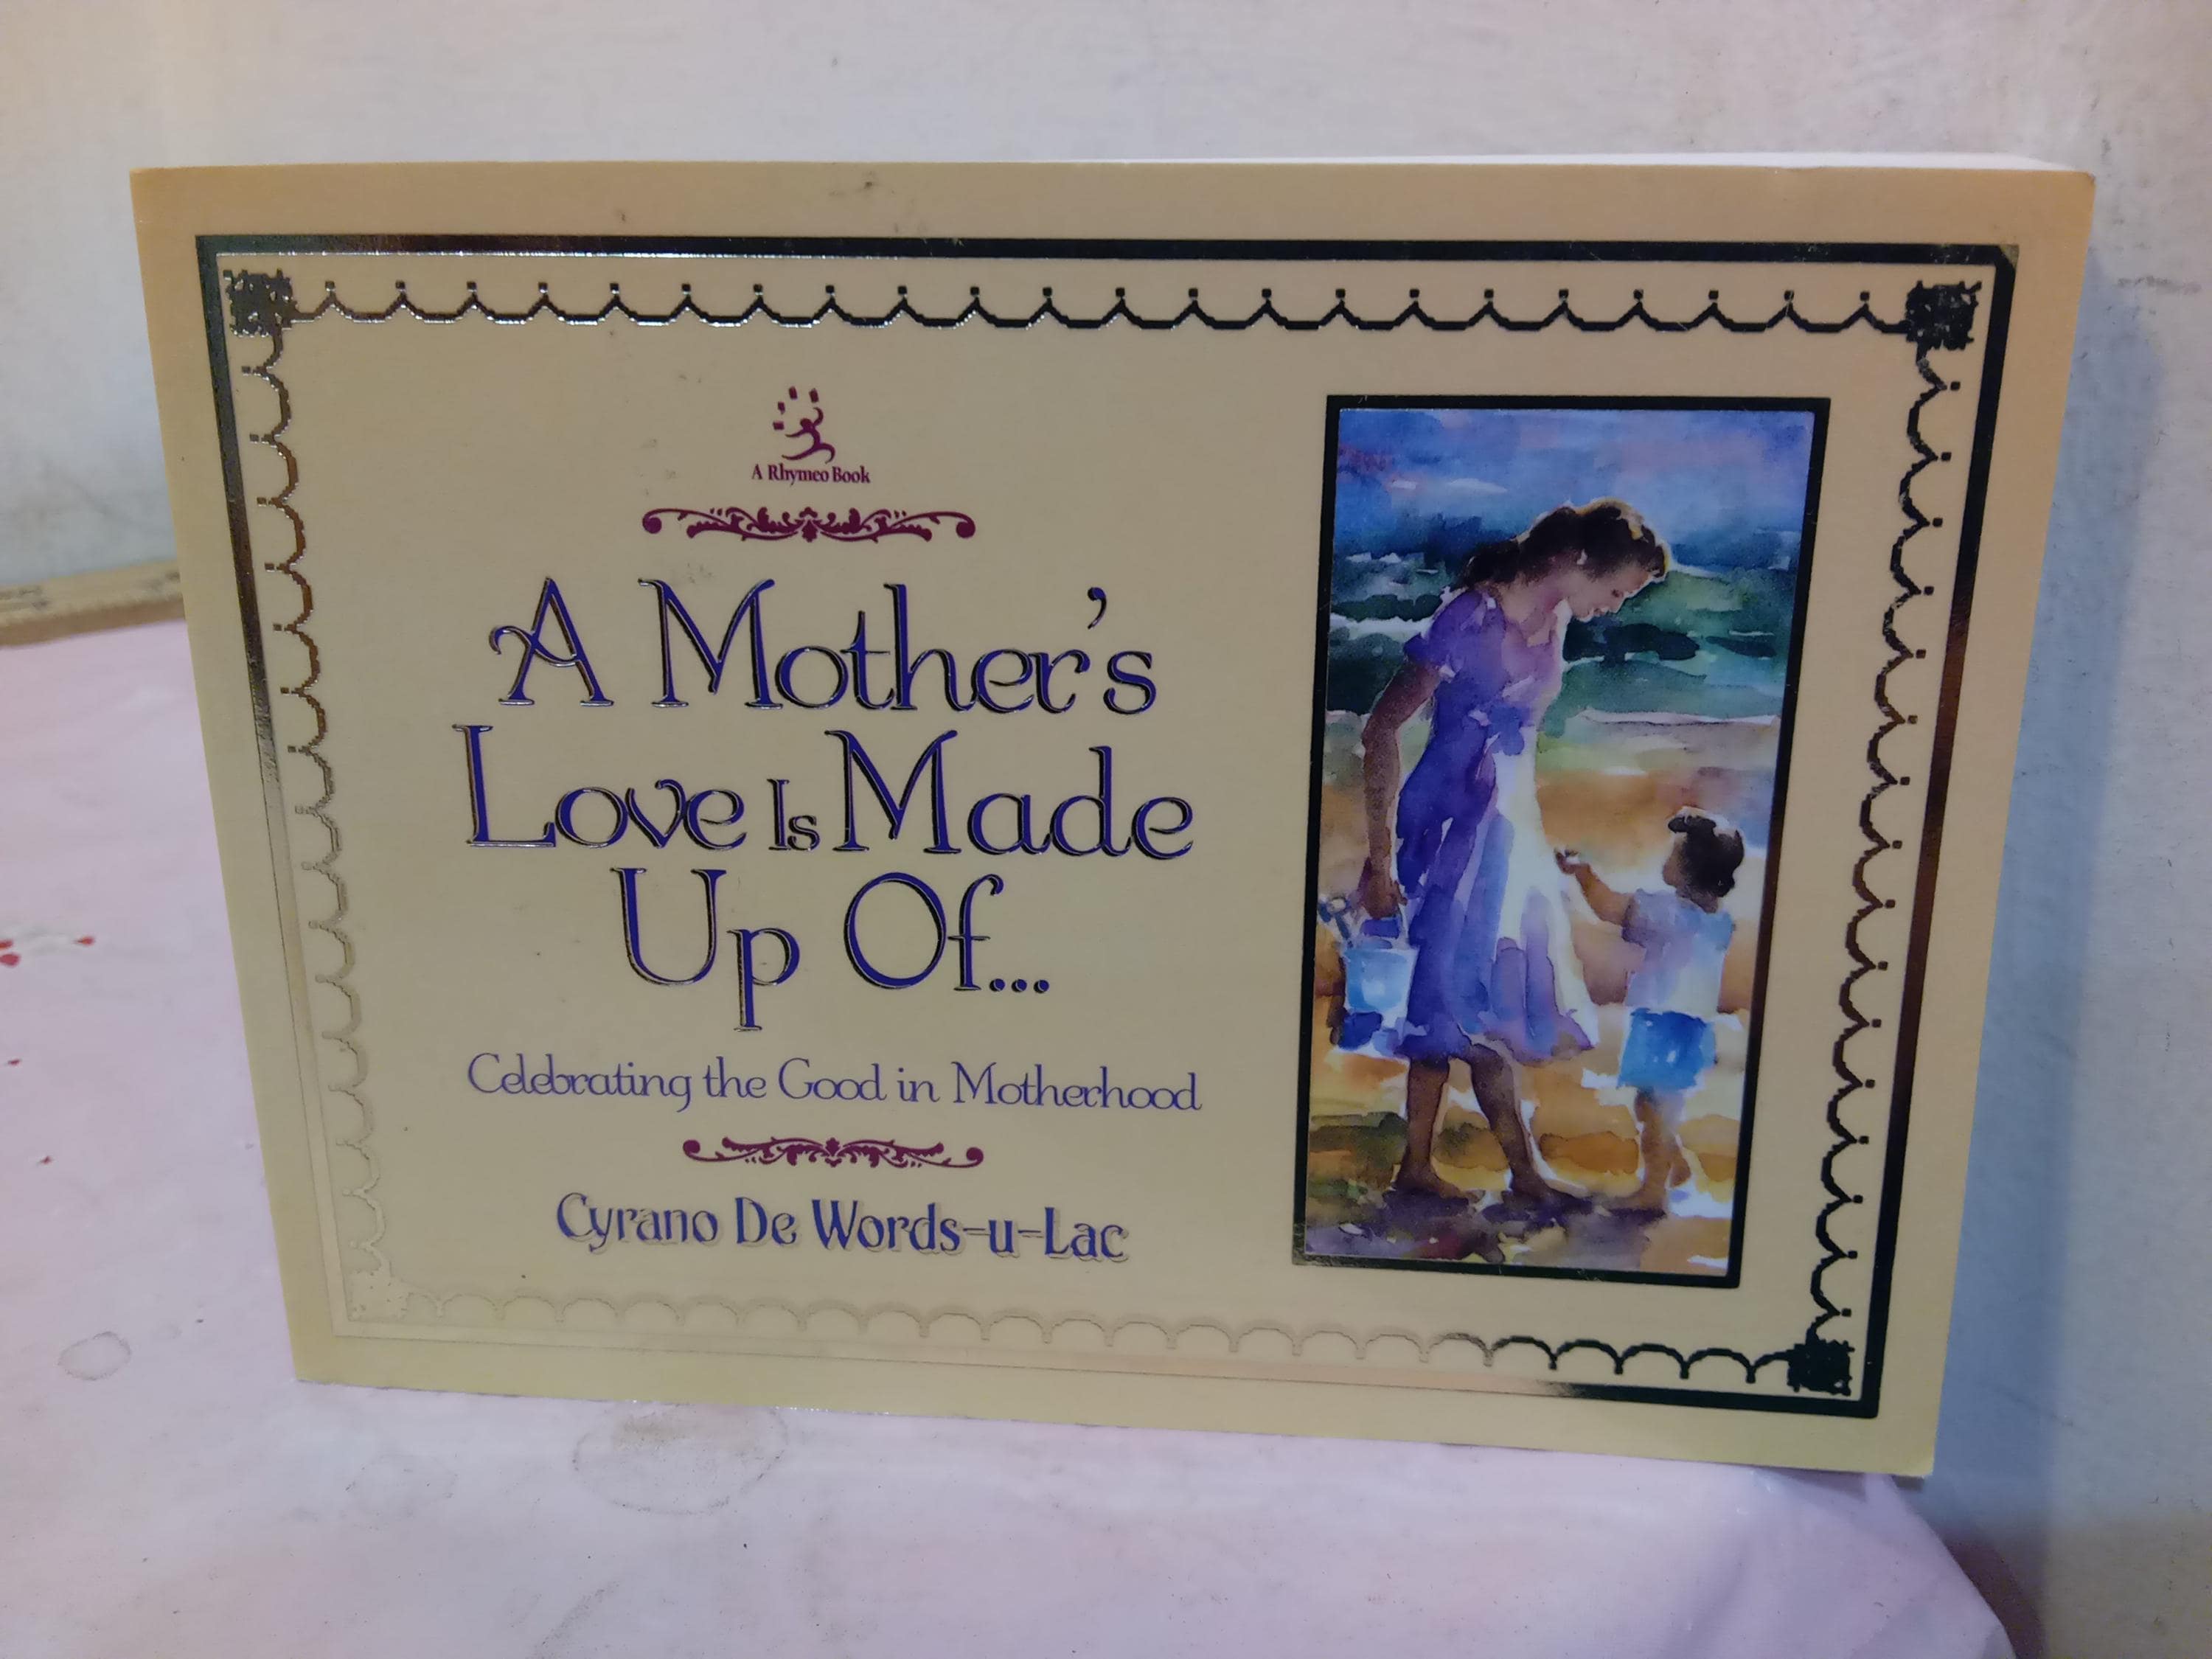 A Rhymeo Book
A Mother's
Love Is Made
Up Of...
Celebrating the Good in Motherhood
Cyrano De Words-u-Lac